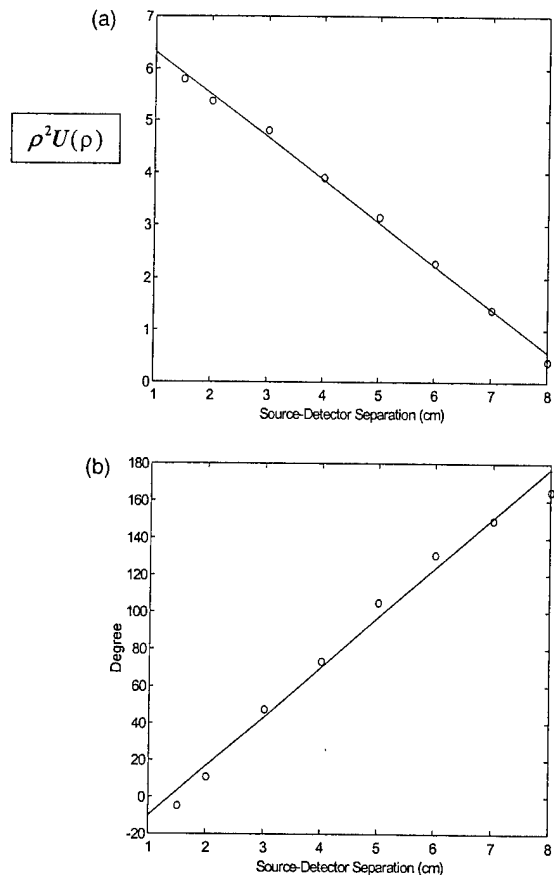 (a)
7
6
5
4
3
2
1
0
ρ²U(ρ)
1 2 3 4 5 6 7 8
Source-Detector Separation (cm)
(b)
180
160
140
120
100
80
60
40
20
0
-20
Degree
1 2 3 4 5 6 7 8
Source-Detector Separation (cm)